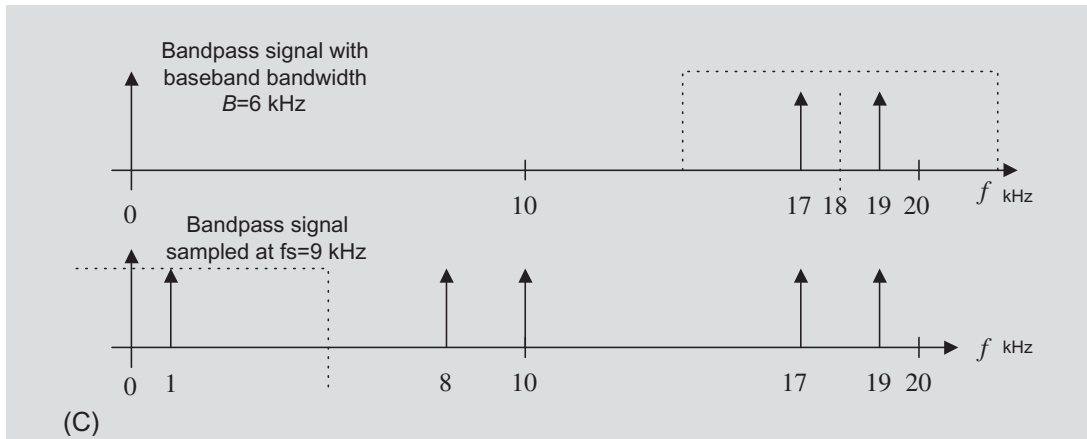 Bandpass signal with
baseband bandwidth
B=6 kHz
0 10 17 18 19 20 f kHz
Bandpass signal
sampled at fs=9 kHz
0 1 8 10 17 19 20 f kHz
(C)